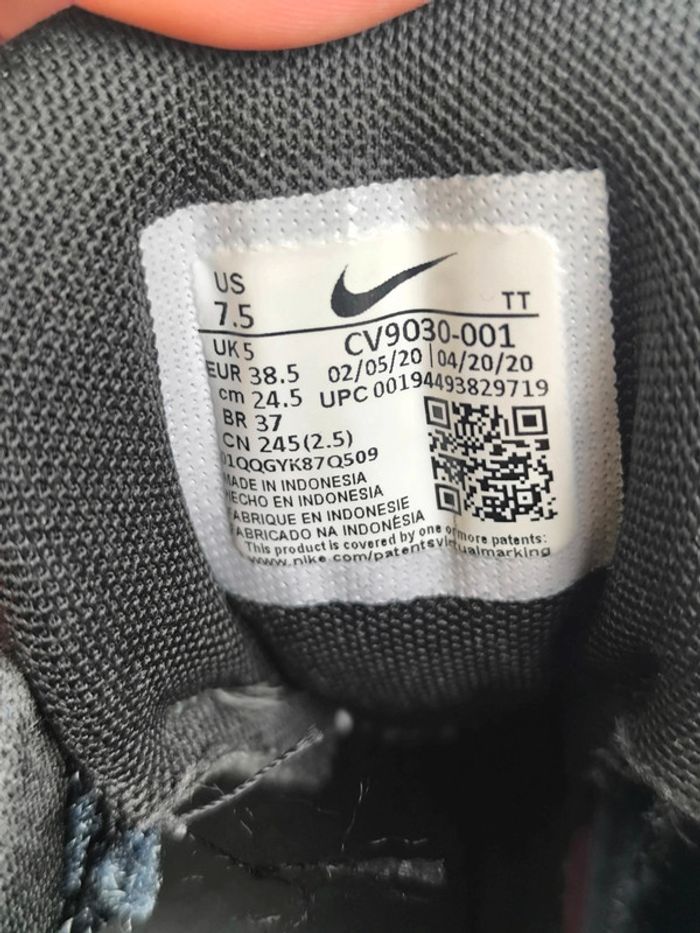 US
7.5 TT
UK 5 CV9030-001
EUR 38.5 02/05/20 | 04/20/20
cm 24.5 UPC 00194493829719
BR 37
CN 245(2.5)
1QQGYK87Q509
MADE IN INDONESIA
HECHO EN INDONESIA
FABRIQUE EN INDONESIE
FABRICADO NA INDONÉSIA
This product is covered by one or more patents:
www.nike.com/patentsvirtualmarking